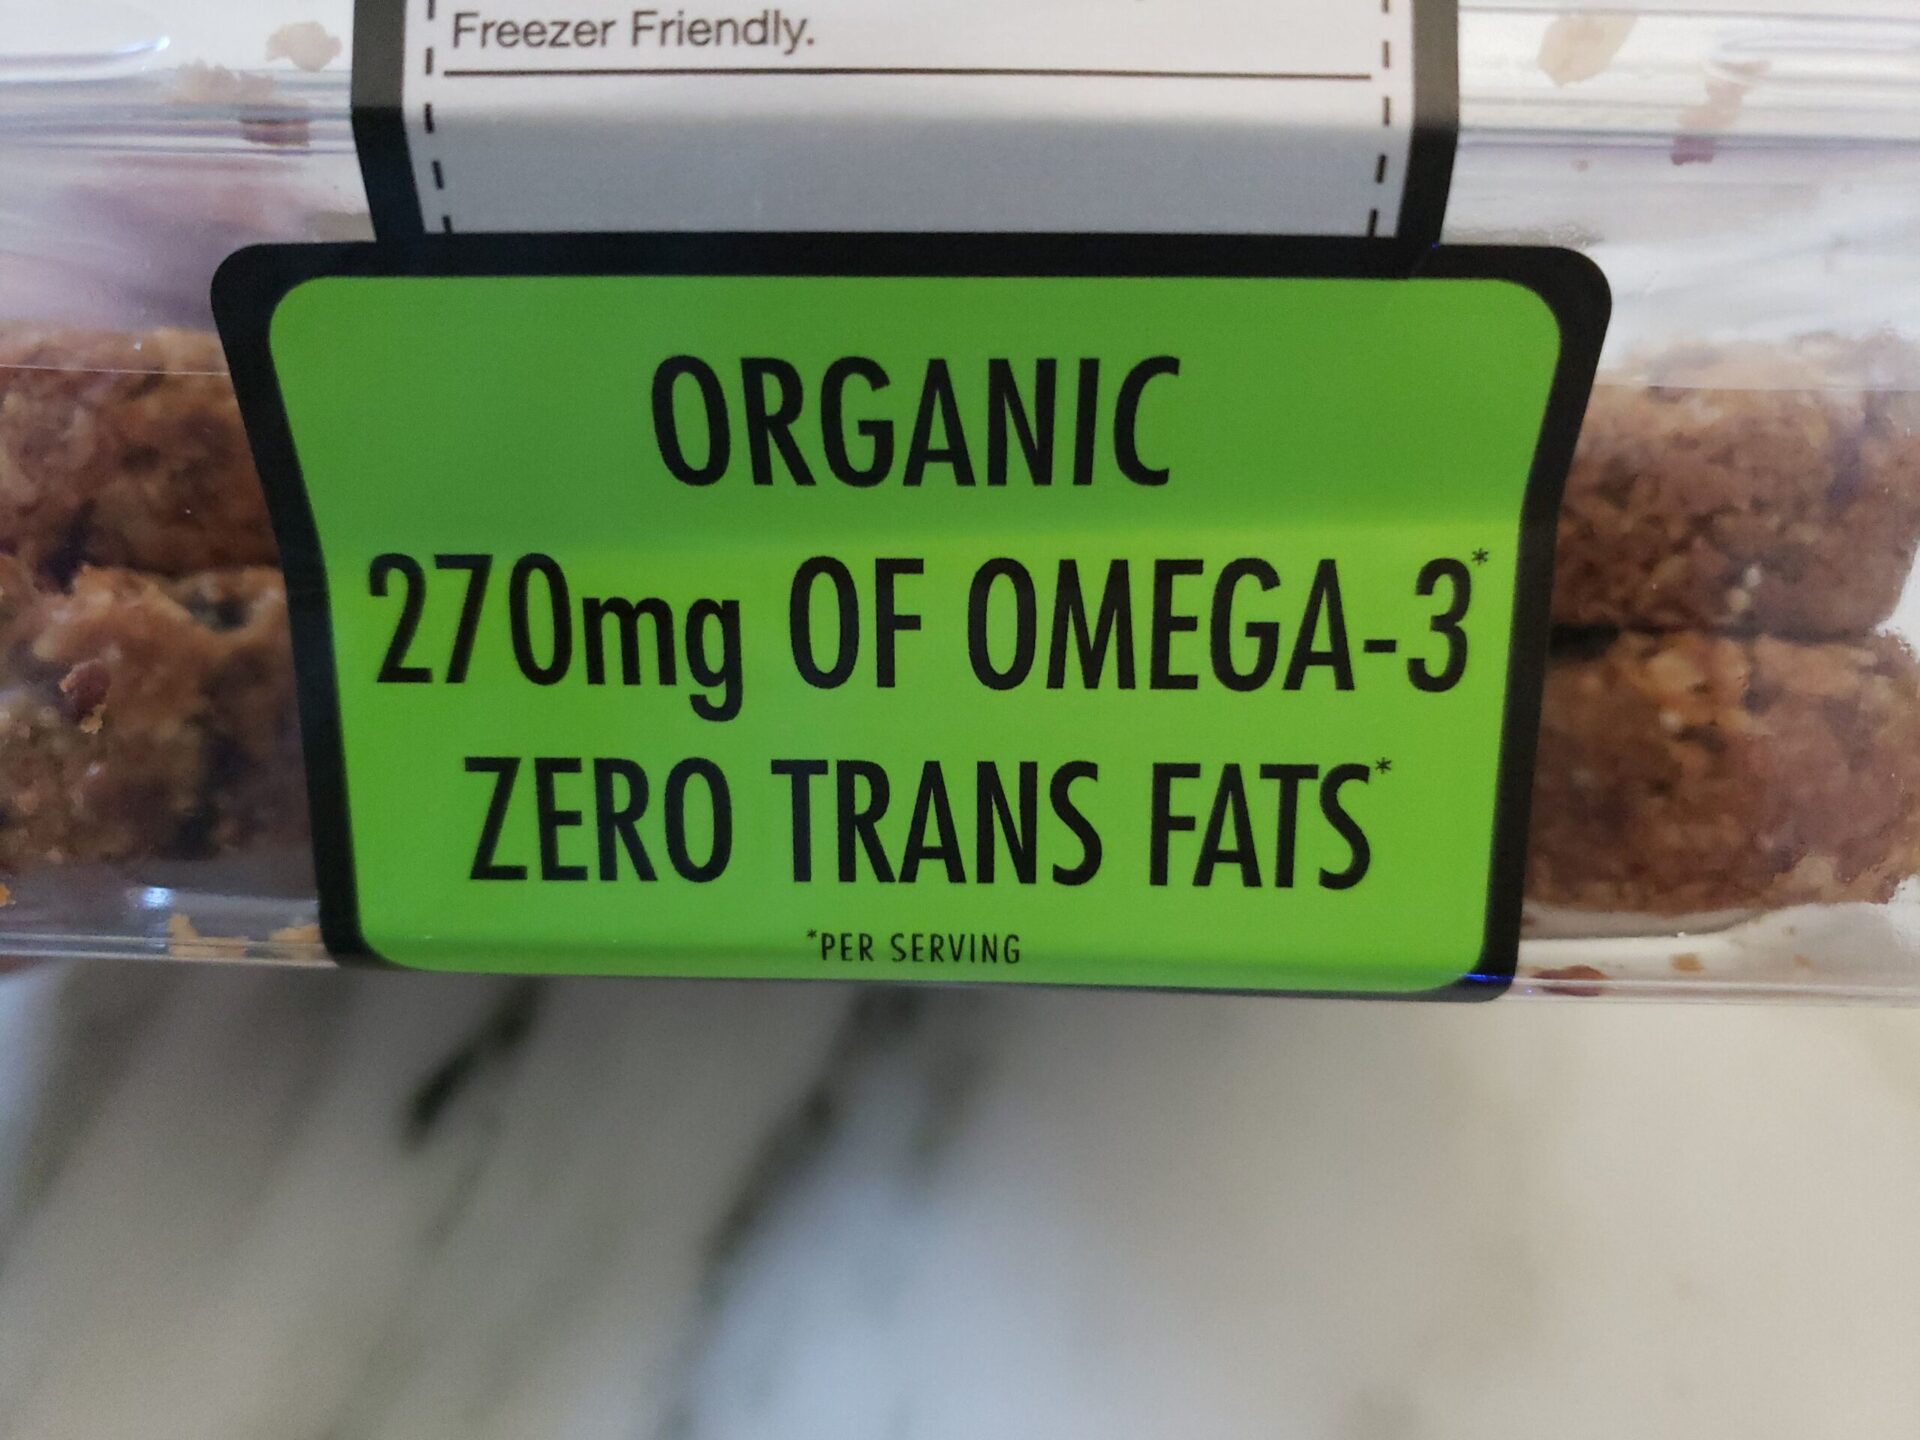 Freezer Friendly.
ORGANIC
270mg OF OMEGA-3*
ZERO TRANS FATS*
*PER SERVING